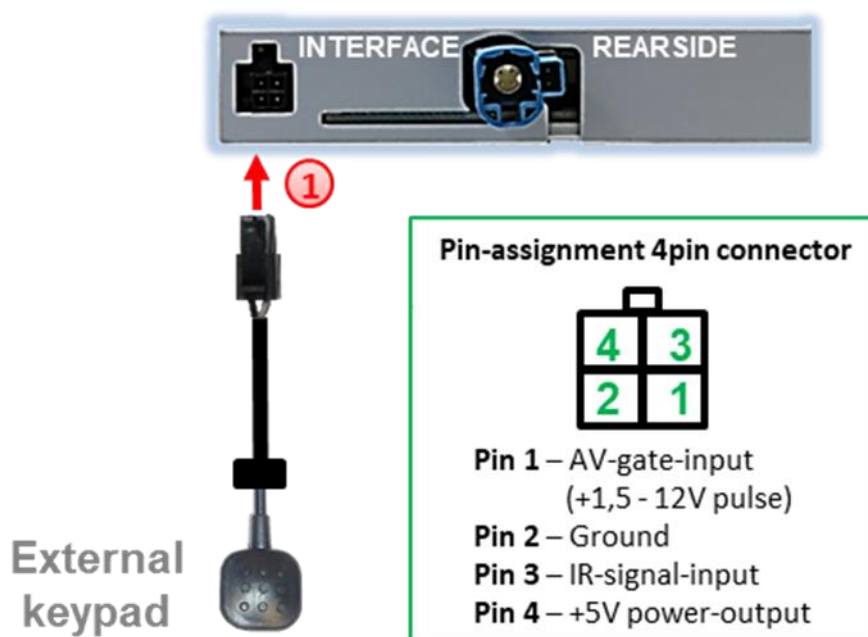 INTERFACE REARSIDE
1
Pin-assignment 4pin connector
4 3
2 1
Pin 1 – AV-gate-input
(+1,5 - 12V pulse)
Pin 2 – Ground
Pin 3 – IR-signal-input
Pin 4 – +5V power-output
External
keypad